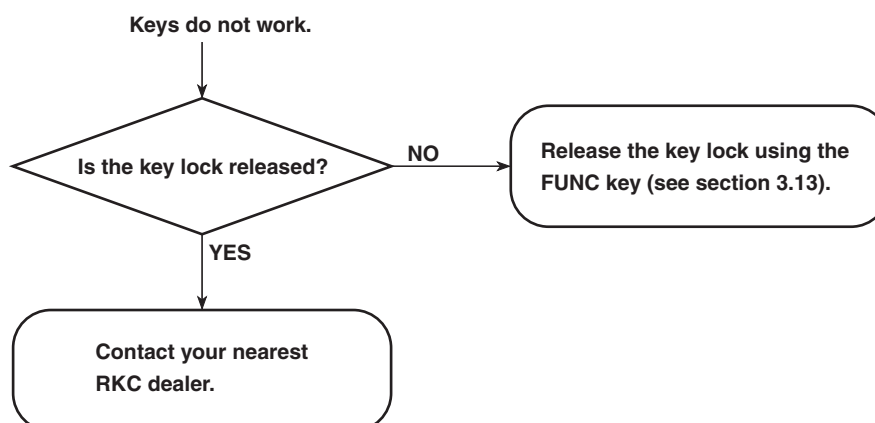 Keys do not work.
Is the key lock released?
NO
Release the key lock using the
FUNC key (see section 3.13).
YES
Contact your nearest
RKC dealer.